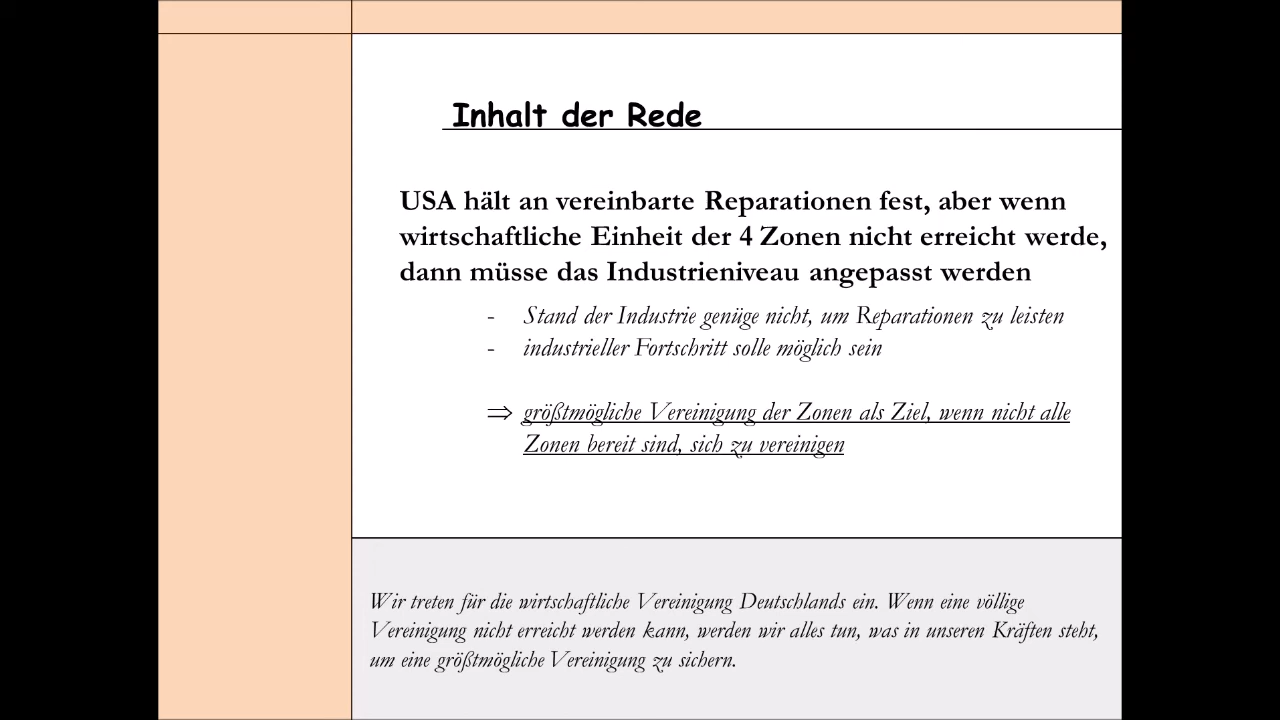 Inhalt der Rede
USA hält an vereinbarte Reparationen fest, aber wenn
wirtschaftliche Einheit der 4 Zonen nicht erreicht werde,
dann müsse das Industrieniveau angepasst werden
- Stand der Industrie genüge nicht, um Reparationen zu leisten
- industrieller Fortschritt solle möglich sein
⇒ größtmögliche Vereinigung der Zonen als Ziel, wenn nicht alle
Zonen bereit sind, sich zu vereinigen
Wir treten für die wirtschaftliche Vereinigung Deutschlands ein. Wenn eine völlige
Vereinigung nicht erreicht werden kann, werden wir alles tun, was in unseren Kräften steht,
um eine größtmögliche Vereinigung zu sichern.